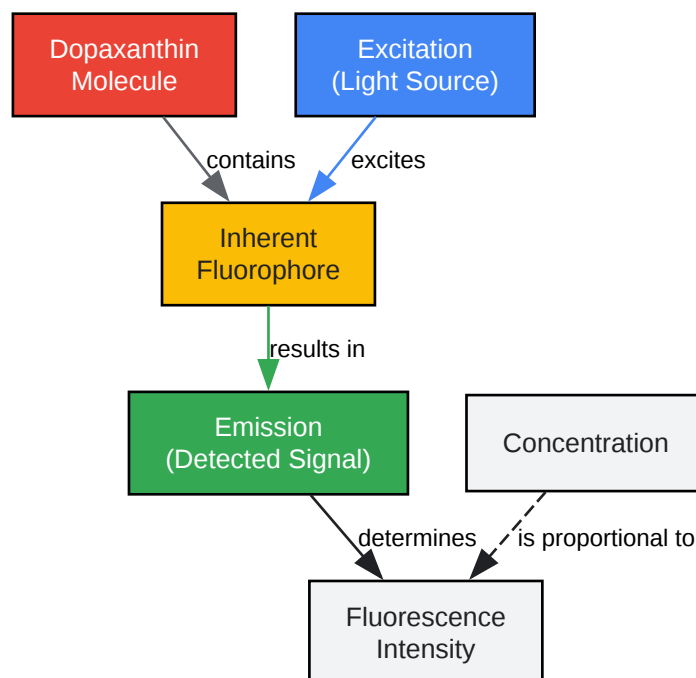 Dopaxanthin
Molecule
Excitation
(Light Source)
contains
excites
Inherent
Fluorophore
results in
Emission
(Detected Signal)
Concentration
determines
is proportional to
Fluorescence
Intensity